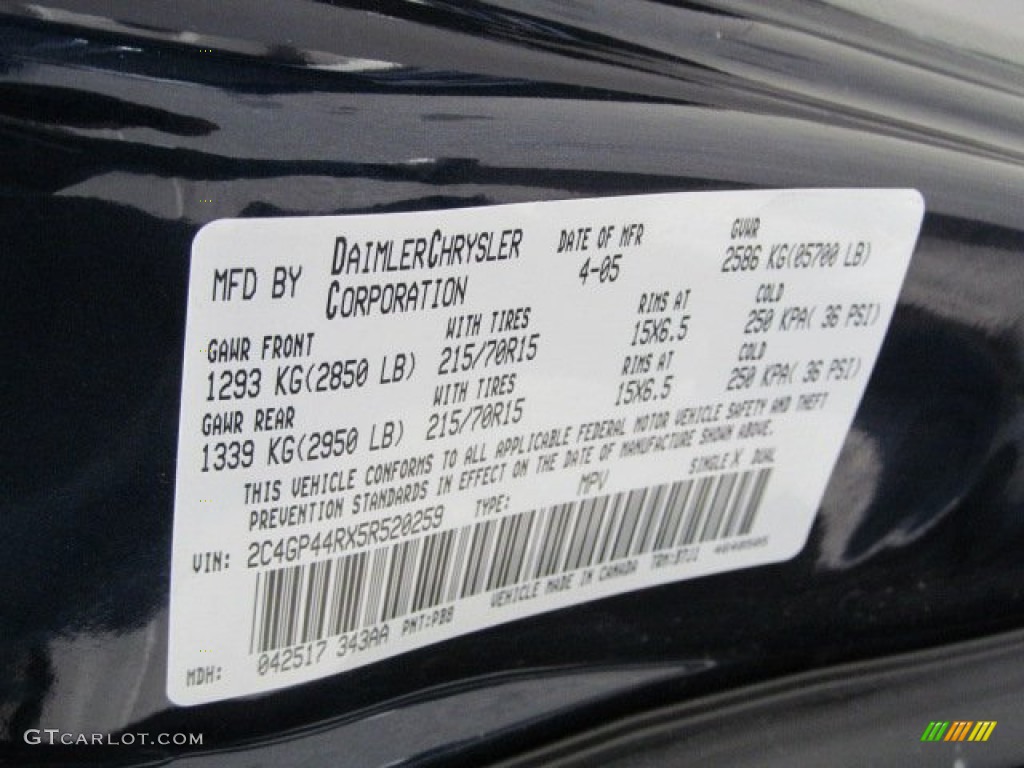 MFD BY DAIMLERCHRYSLER CORPORATION
DATE OF MFR 4-05
GVWR 2586 KG(05700 LB)
GAWR FRONT WITH TIRES RIMS AT COLD
1293 KG(2850 LB) 215/70R15 15X6.5 250 KPA( 36 PSI)
GAWR REAR WITH TIRES RIMS AT COLD
1339 KG(2950 LB) 215/70R15 15X6.5 250 KPA( 36 PSI)
THIS VEHICLE CONFORMS TO ALL APPLICABLE FEDERAL MOTOR VEHICLE SAFETY AND THEFT
PREVENTION STANDARDS IN EFFECT ON THE DATE OF MANUFACTURE SHOWN ABOVE.
VIN: 2C4GP44RX5R520259 TYPE: MPV SINGLE X DUAL
MDH: 042517 343AA PNT:PBB VEHICLE MADE IN CANADA
GTCARLOT.COM